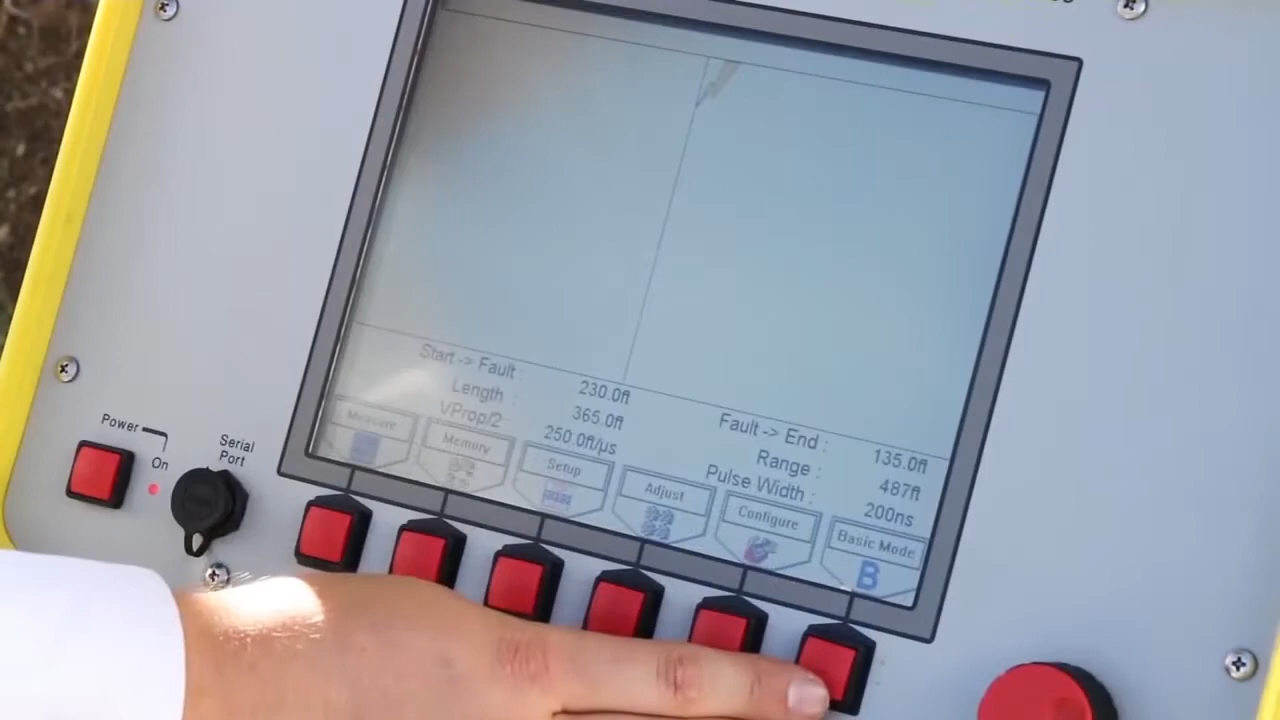 Start -> Fault : 230.0ft
Length : 365.0ft
VProp/2 250.0ft/µs
Fault -> End : 135.0ft
Range : 487ft
Pulse Width : 200ns
Measure
Memory
Setup
Adjust
Configure
Basic Mode
B
Power
On
Serial
Port